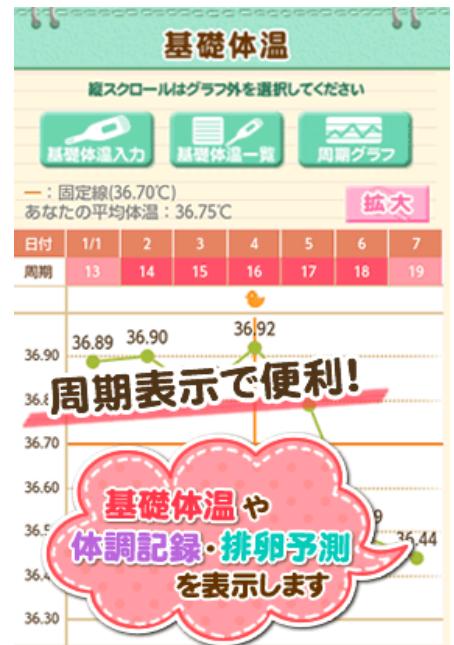 基礎体温
縦スクロールはグラフ外を選択してください
基礎体温入力 基礎体温一覧 周期グラフ
ー：固定線(36.70℃)
あなたの平均体温：36.75℃
拡大
日付 1/1 2 3 4 5 6 7
周期 13 14 15 16 17 18 19
36.89 36.90 36.92
36.90
周期表示で便利!
36.70
36.60
基礎体温や
体調記録・排卵予測
を表示します
36.44
36.30